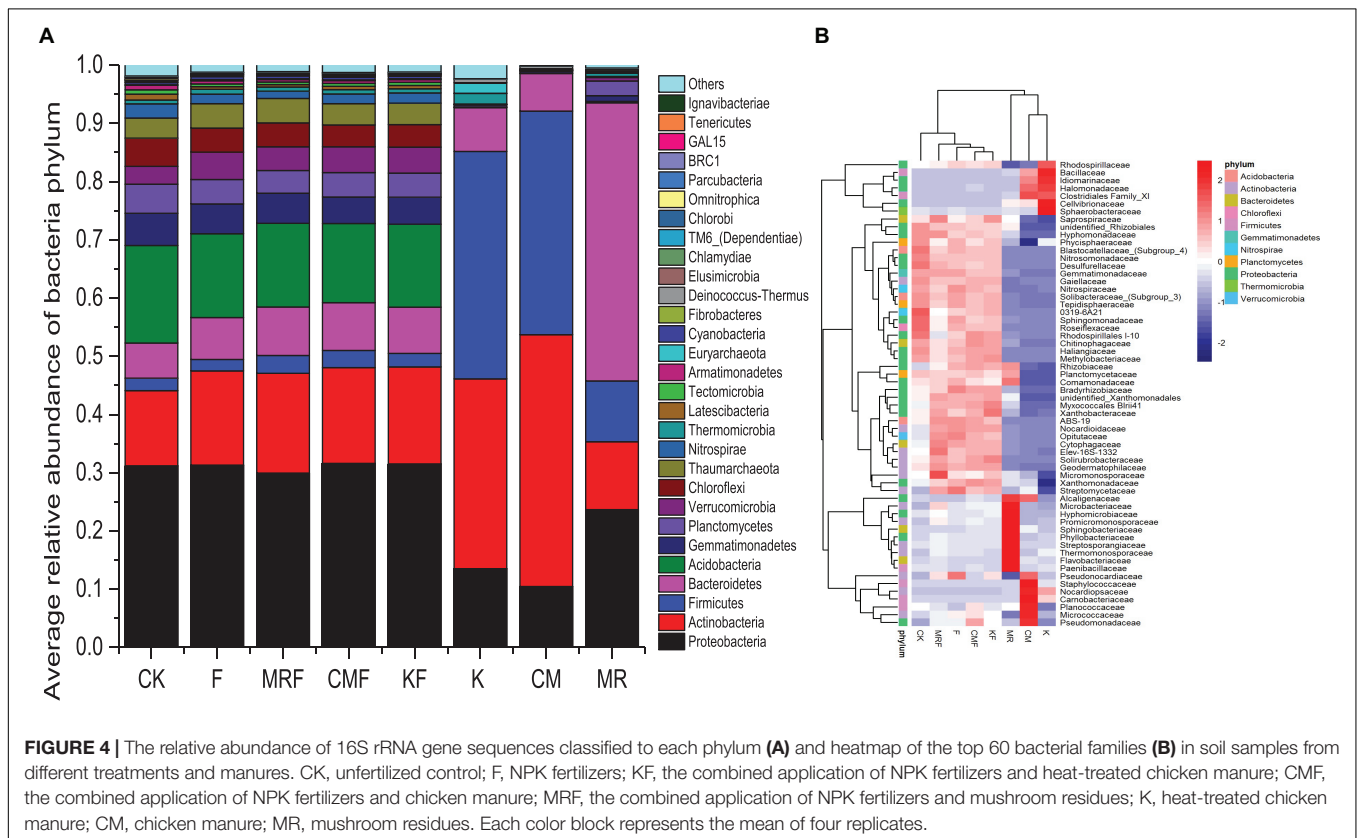 A
Average relative abundance of bacteria phylum
1.0
0.9
0.8
0.7
0.6
0.5
0.4
0.3
0.2
0.1
0.0
CK F MRF CMF KF K CM MR
Others
Ignavibacteriae
Tenericutes
GAL15
BRC1
Parcubacteria
Omnitrophica
Chlorobi
TM6_(Dependentiae)
Chlamydiae
Elusimicrobia
Deinococcus-Thermus
Fibrobacteres
Cyanobacteria
Euryarchaeota
Armatimonadetes
Tectomicrobia
Latescibacteria
Thermomicrobia
Nitrospirae
Thaumarchaeota
Chloroflexi
Verrucomicrobia
Planctomycetes
Gemmatimonadetes
Acidobacteria
Bacteroidetes
Firmicutes
Actinobacteria
Proteobacteria
B
Rhodospirillaceae
Bacillaceae
Idiomarinaceae
Halomonadaceae
Clostridiales Family_XI
Cellvibrionaceae
Sphaerobacteraceae
Saprospiraceae
unidentified_Rhizobiales
Hyphomonadaceae
Phycisphaeraceae
Blastocatellaceae_(Subgroup_4)
Nitrosomonadaceae
Desulfurellaceae
Gemmatimonadaceae
Gaiellaceae
Nitrospiraceae
Solibacteraceae_(Subgroup_3)
Tepidisphaeraceae
0319-6A21
Sphingomonadaceae
Roseiflexaceae
Rhodospirillales I-10
Chitinophagaceae
Haliangiaceae
Methylobacteriaceae
Rhizobiaceae
Planctomycetaceae
Comamonadaceae
Bradyrhizobiaceae
unidentified_Xanthomonadales
Myxococcales Blrii41
Xanthobacteraceae
ABS-19
Nocardioidaceae
Opitutaceae
Cytophagaceae
Elev-16S-1332
Solirubrobacteraceae
Geodermatophilaceae
Micromonosporaceae
Xanthomonadaceae
Streptomycetaceae
Alcaligenaceae
Microbacteriaceae
Hyphomicrobiaceae
Promicromonosporaceae
Sphingobacteriaceae
Phyllobacteriaceae
Streptosporangiaceae
Thermomonosporaceae
Flavobacteriaceae
Paenibacillaceae
Pseudonocardiaceae
Staphylococcaceae
Nocardiopsaceae
Carnobacteriaceae
Planococcaceae
Micrococcaceae
Pseudomonadaceae
phylum CK MRF F CMF KF MR CM K
2
1
0
-1
-2
phylum
Acidobacteria
Actinobacteria
Bacteroidetes
Chloroflexi
Firmicutes
Gemmatimonadetes
Nitrospirae
Planctomycetes
Proteobacteria
Thermomicrobia
Verrucomicrobia
FIGURE 4 | The relative abundance of 16S rRNA gene sequences classified to each phylum (A) and heatmap of the top 60 bacterial families (B) in soil samples from
different treatments and manures. CK, unfertilized control; F, NPK fertilizers; KF, the combined application of NPK fertilizers and heat-treated chicken manure; CMF,
the combined application of NPK fertilizers and chicken manure; MRF, the combined application of NPK fertilizers and mushroom residues; K, heat-treated chicken
manure; CM, chicken manure; MR, mushroom residues. Each color block represents the mean of four replicates.